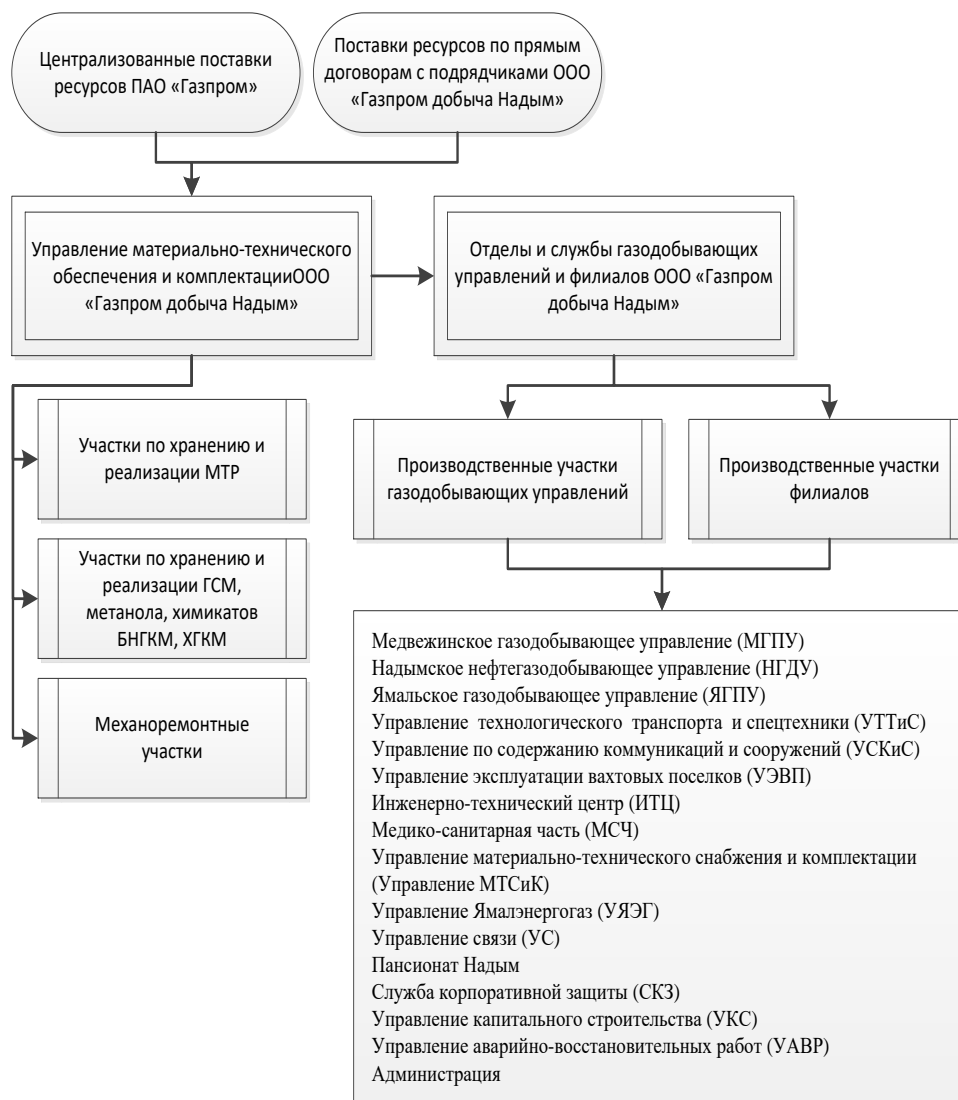 Централизованные поставки
ресурсов ПАО «Газпром»
Поставки ресурсов по прямым
договорам с подрядчиками ООО
«Газпром добыча Надым»
Управление материально-технического
обеспечения и комплектацииООО
«Газпром добыча Надым»
Отделы и службы газодобывающих
управлений и филиалов ООО «Газпром
добыча Надым»
Участки по хранению и
реализации МТР
Участки по хранению и
реализации ГСМ,
метанола, химикатов
БНГКМ, ХГКМ
Механоремонтные
участки
Производственные участки
газодобывающих управлений
Производственные участки
филиалов
Медвежинское газодобывающее управление (МГПУ)
Надымское нефтегазодобывающее управление (НГДУ)
Ямальское газодобывающее управление (ЯГПУ)
Управление технологического транспорта и спецтехники (УТТиС)
Управление по содержанию коммуникаций и сооружений (УСКиС)
Управление эксплуатации вахтовых поселков (УЭВП)
Инженерно-технический центр (ИТЦ)
Медико-санитарная часть (МСЧ)
Управление материально-технического снабжения и комплектации
(Управление МТСиК)
Управление Ямалэнергогаз (УЯЭГ)
Управление связи (УС)
Пансионат Надым
Служба корпоративной защиты (СКЗ)
Управление капитального строительства (УКС)
Управление аварийно-восстановительных работ (УАВР)
Администрация